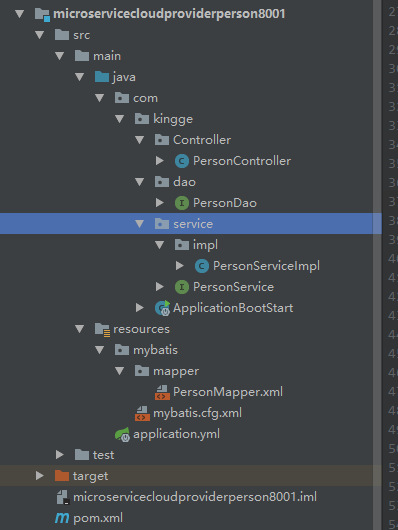 microservicecloudproviderperson8001
src
main
java
com
kingge
Controller
PersonController
dao
PersonDao
service
impl
PersonServiceImpl
PersonService
ApplicationBootStart
resources
mybatis
mapper
PersonMapper.xml
mybatis.cfg.xml
application.yml
test
target
microservicecloudproviderperson8001.iml
pom.xml